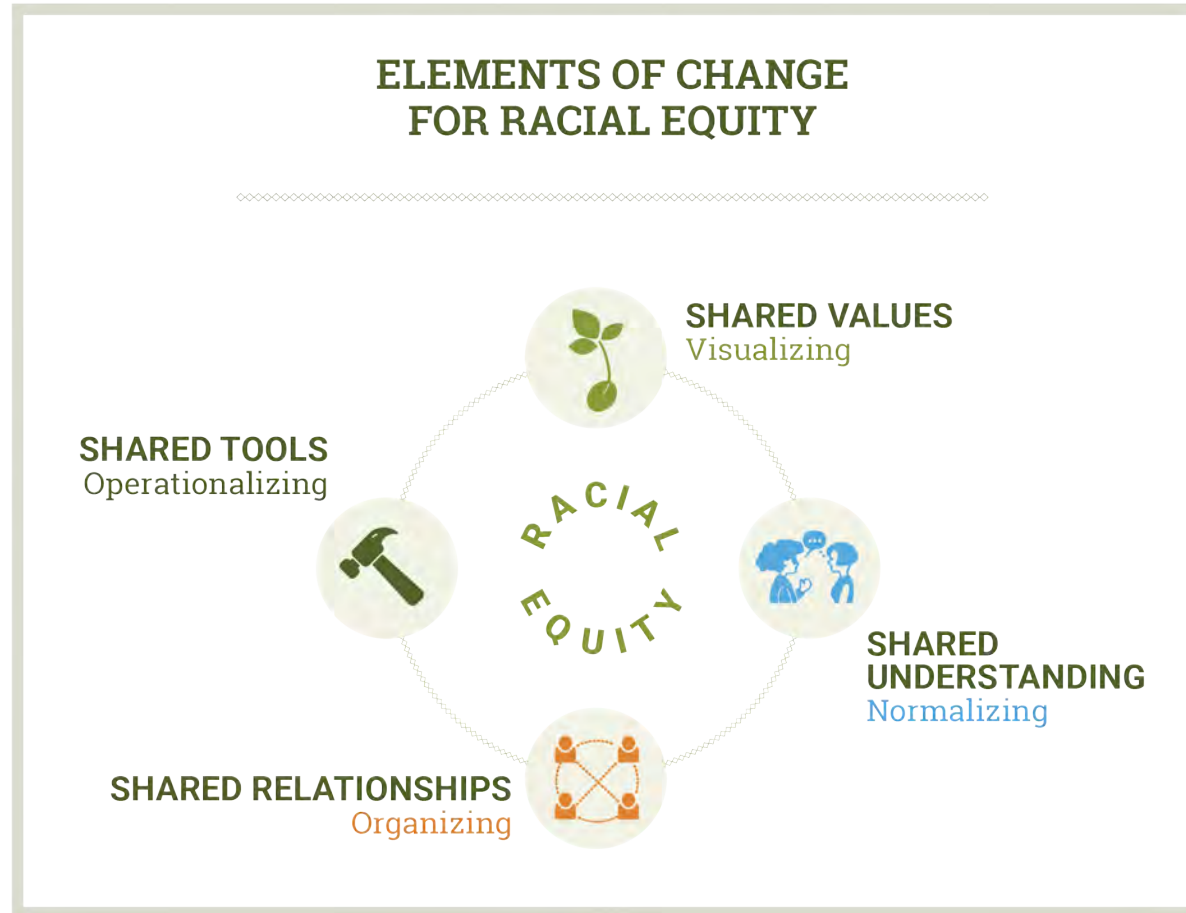 ELEMENTS OF CHANGE
FOR RACIAL EQUITY
SHARED VALUES
Visualizing
SHARED TOOLS
Operationalizing
RACIAL
EQUITY
SHARED
UNDERSTANDING
Normalizing
SHARED RELATIONSHIPS
Organizing